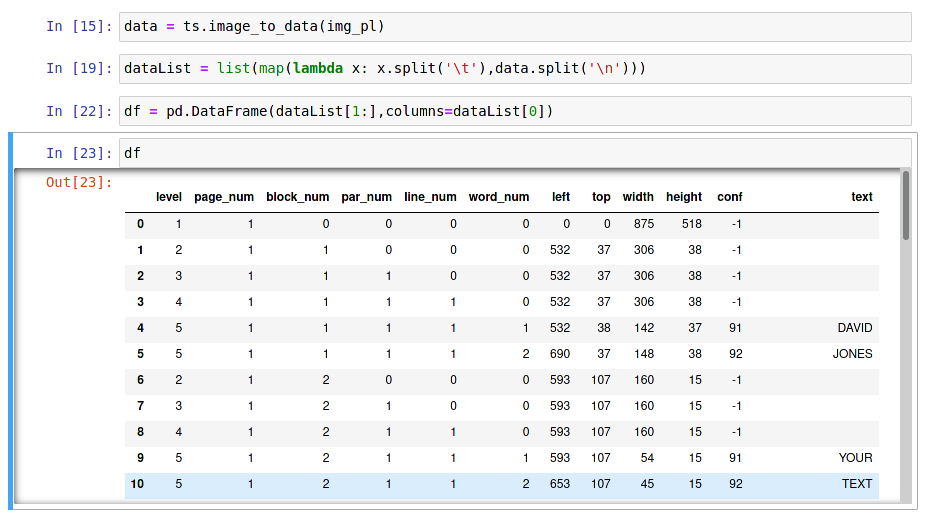 In [15]: data = ts.image_to_data(img_pl)
In [19]: dataList = list(map(lambda x: x.split('\t'),data.split('\n')))
In [22]: df = pd.DataFrame(dataList[1:],columns=dataList[0])
In [23]: df
Out[23]:
level page_num block_num par_num line_num word_num left top width height conf text
0 1 1 0 0 0 0 0 0 875 518 -1
1 2 1 1 0 0 0 532 37 306 38 -1
2 3 1 1 1 0 0 532 37 306 38 -1
3 4 1 1 1 1 0 532 37 306 38 -1
4 5 1 1 1 1 1 532 38 142 37 91 DAVID
5 5 1 1 1 1 2 690 37 148 38 92 JONES
6 2 1 2 0 0 0 593 107 160 15 -1
7 3 1 2 1 0 0 593 107 160 15 -1
8 4 1 2 1 1 0 593 107 160 15 -1
9 5 1 2 1 1 1 593 107 54 15 91 YOUR
10 5 1 2 1 1 2 653 107 45 15 92 TEXT